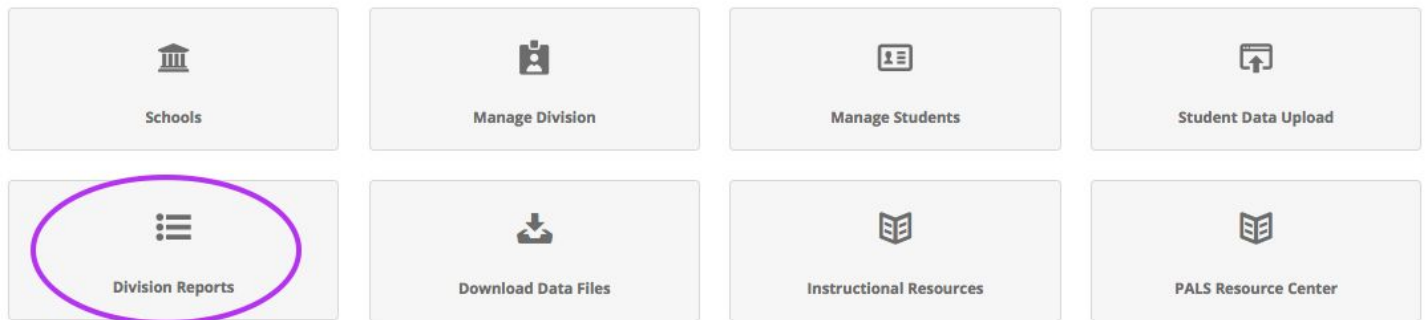 Schools
Manage Division
Manage Students
Student Data Upload
Division Reports
Download Data Files
Instructional Resources
PALS Resource Center